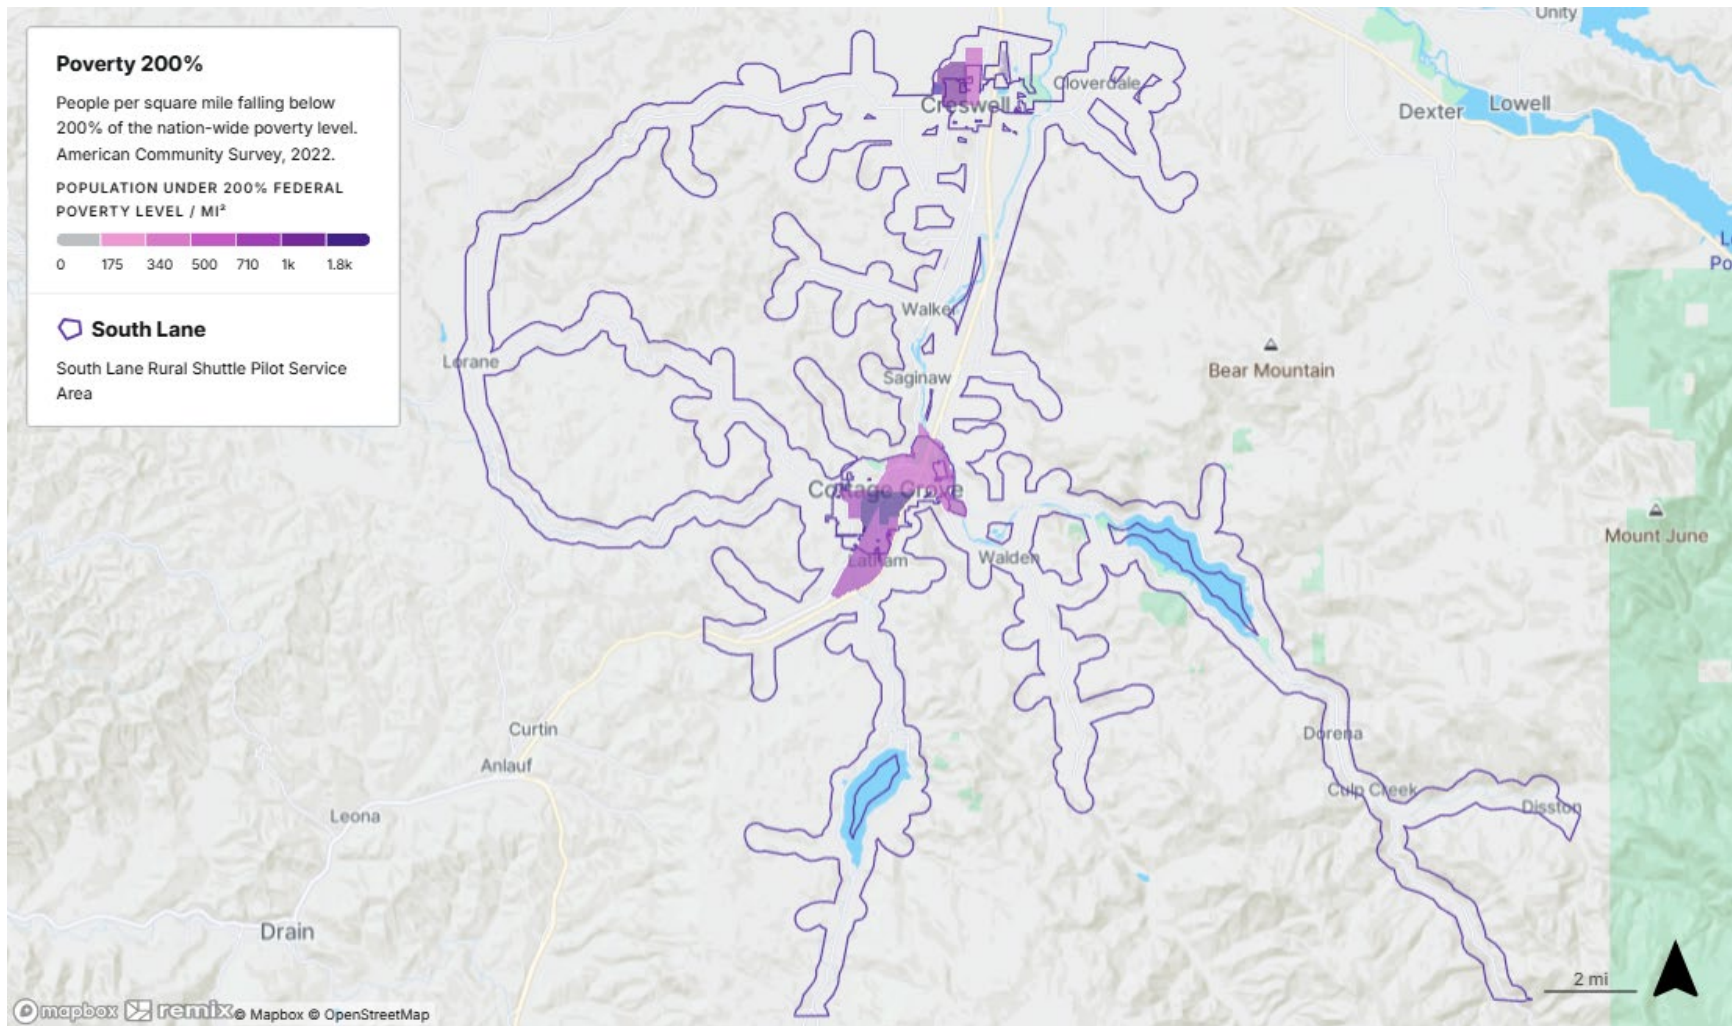 Poverty 200%
People per square mile falling below
200% of the nation-wide poverty level.
American Community Survey, 2022.
POPULATION UNDER 200% FEDERAL
POVERTY LEVEL / MI²
0 175 340 500 710 1k 1.8k
South Lane
South Lane Rural Shuttle Pilot Service
Area
Unity
Cloverdale
Creswell
Dexter
Lowell
L
Po
Walker
Lorane
Bear Mountain
Saginaw
Cottage Grove
Mount June
Walden
Latham
Curtin
Dorena
Anlauf
Culp Creek
Disston
Leona
Drain
2 mi
mapbox remix © Mapbox © OpenStreetMap